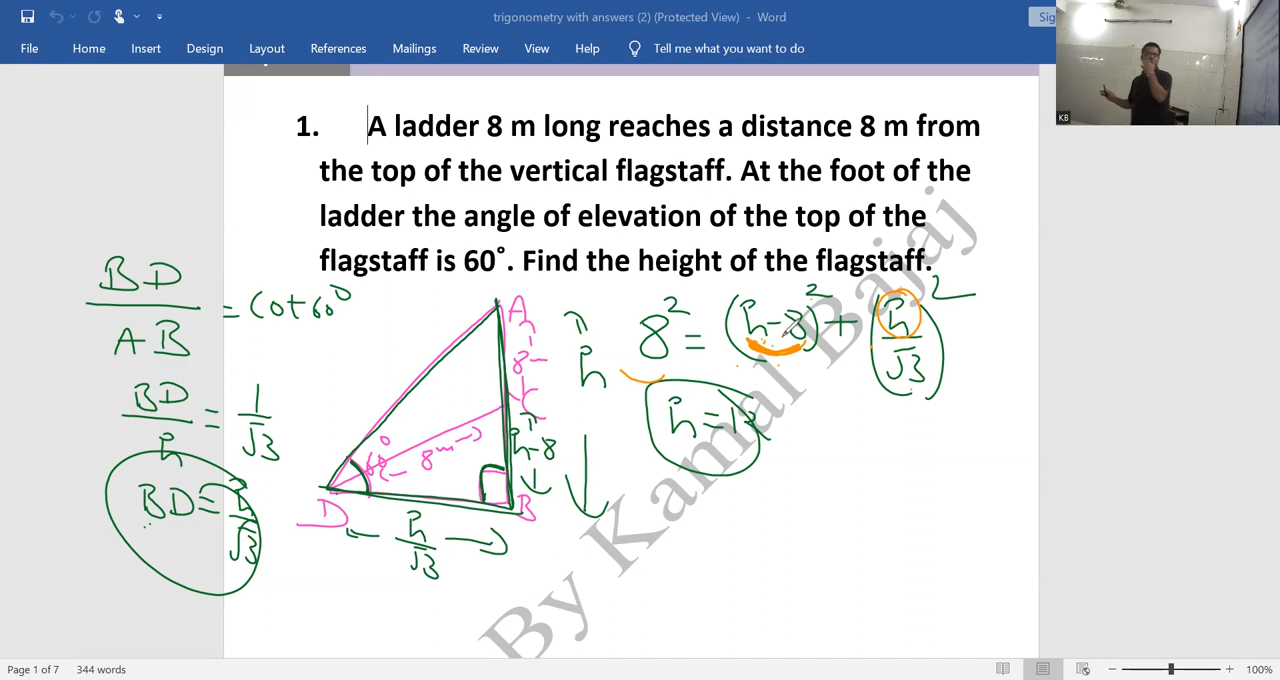 trigonometry with answers (2) (Protected View) - Word
Sig
File Home Insert Design Layout References Mailings Review View Help Tell me what you want to do
KB
1. A ladder 8 m long reaches a distance 8 m from
the top of the vertical flagstaff. At the foot of the
ladder the angle of elevation of the top of the
flagstaff is 60˚. Find the height of the flagstaff.
By Kamal Bajaj
BD/AB = Cot 60°
BD/h = 1/√3
BD = h/√3
A
8m
C
h-8
B
D
60°
8m
h/√3
h
8² = (h-8)² + (h/√3)²
h = 12
Page 1 of 7 344 words
100%